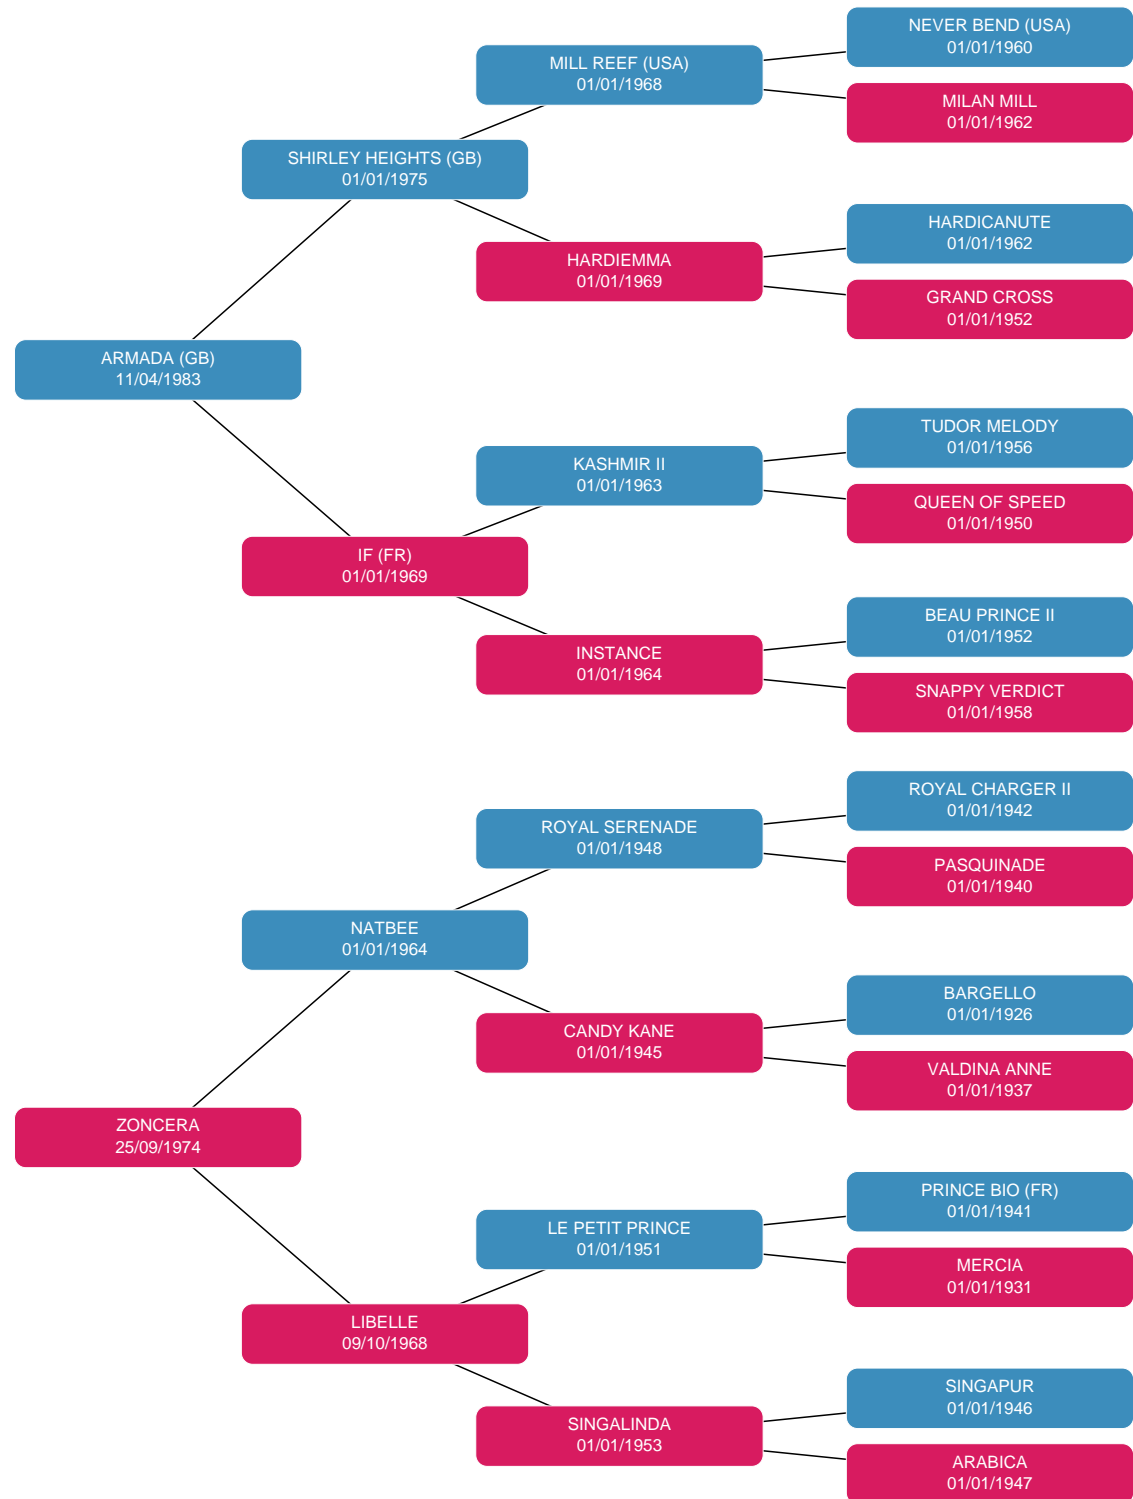 NEVER BEND (USA)
01/01/1960
MILL REEF (USA)
01/01/1968
MILAN MILL
01/01/1962
SHIRLEY HEIGHTS (GB)
01/01/1975
HARDICANUTE
01/01/1962
HARDIEMMA
01/01/1969
GRAND CROSS
01/01/1952
ARMADA (GB)
11/04/1983
TUDOR MELODY
01/01/1956
KASHMIR II
01/01/1963
QUEEN OF SPEED
01/01/1950
IF (FR)
01/01/1969
BEAU PRINCE II
01/01/1952
INSTANCE
01/01/1964
SNAPPY VERDICT
01/01/1958
ROYAL CHARGER II
01/01/1942
ROYAL SERENADE
01/01/1948
PASQUINADE
01/01/1940
NATBEE
01/01/1964
BARGELLO
01/01/1926
CANDY KANE
01/01/1945
VALDINA ANNE
01/01/1937
ZONCERA
25/09/1974
PRINCE BIO (FR)
01/01/1941
LE PETIT PRINCE
01/01/1951
MERCIA
01/01/1931
LIBELLE
09/10/1968
SINGAPUR
01/01/1946
SINGALINDA
01/01/1953
ARABICA
01/01/1947